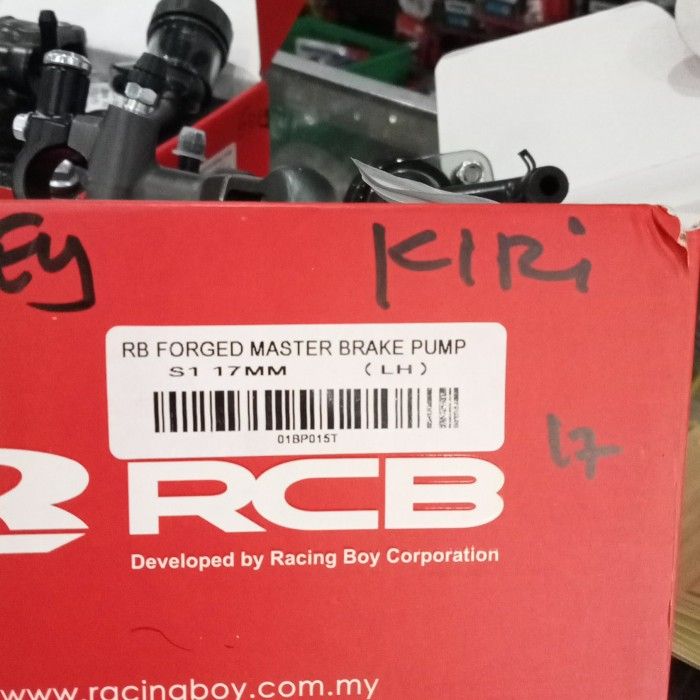 Ey KIRi
RB FORGED MASTER BRAKE PUMP
S1 17MM (LH)
01BP015T
17
RCB
Developed by Racing Boy Corporation
www.racingboy.com.my